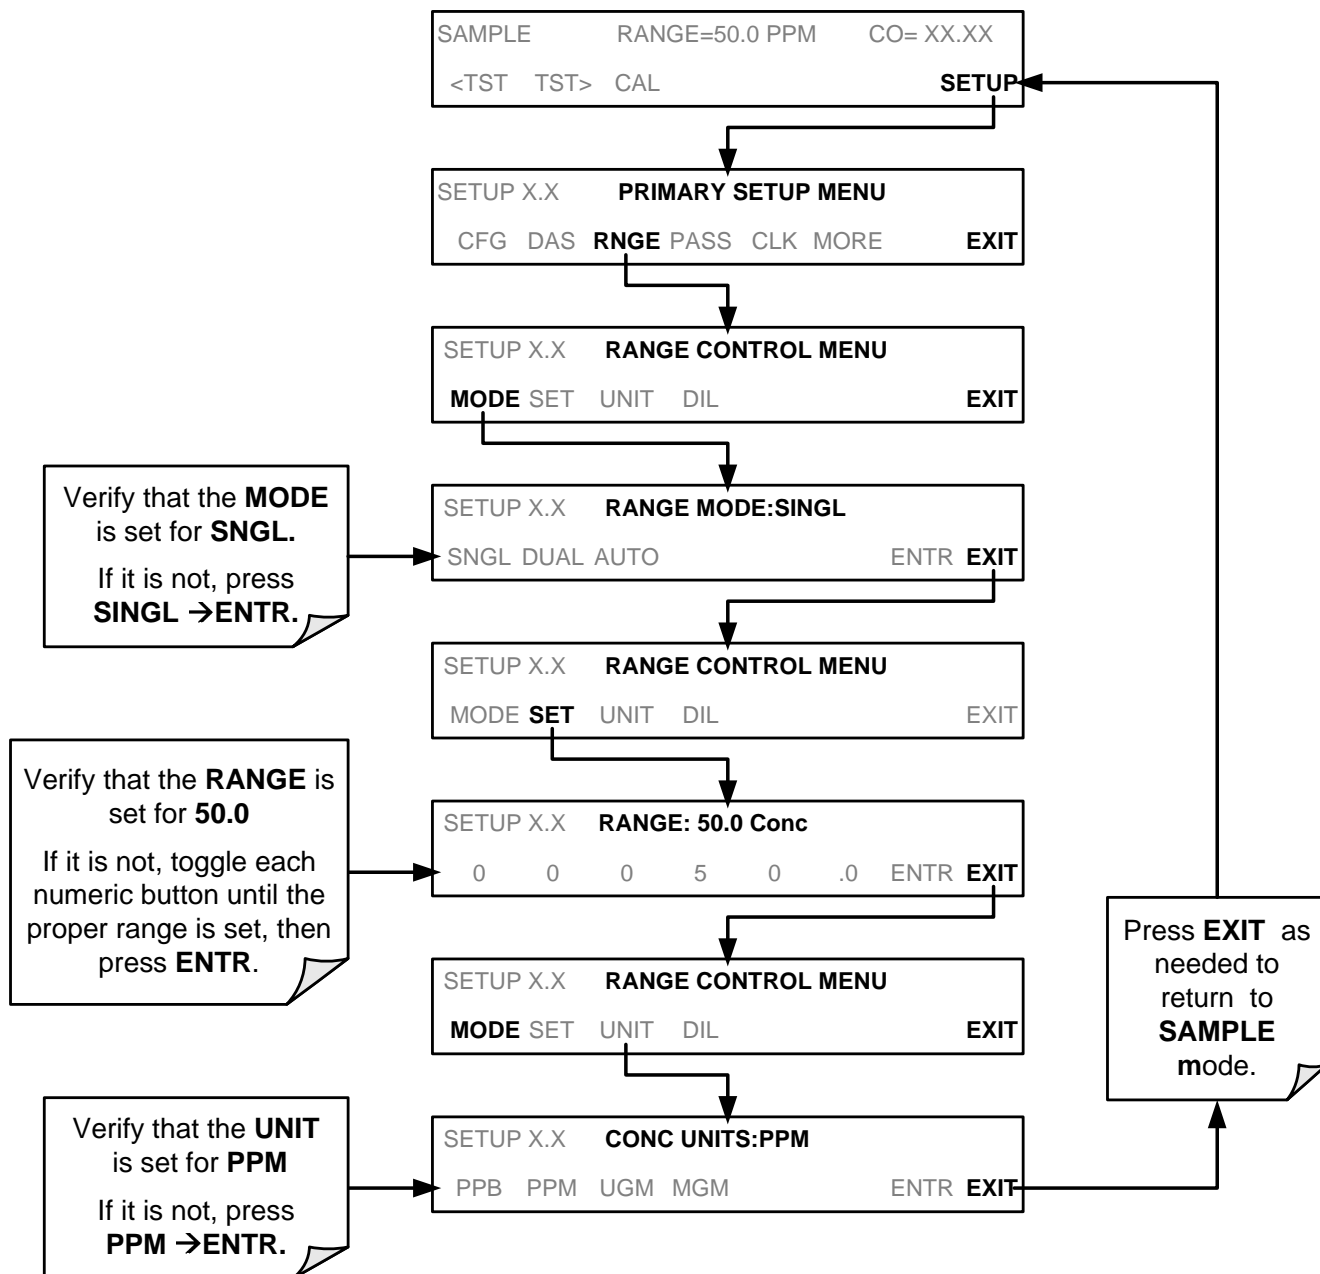 SAMPLE RANGE=50.0 PPM CO= XX.XX
<TST TST> CAL SETUP
SETUP X.X PRIMARY SETUP MENU
CFG DAS RNGE PASS CLK MORE EXIT
SETUP X.X RANGE CONTROL MENU
MODE SET UNIT DIL EXIT
Verify that the MODE
is set for SNGL.
If it is not, press
SINGL →ENTR.
SETUP X.X RANGE MODE:SINGL
SNGL DUAL AUTO ENTR EXIT
SETUP X.X RANGE CONTROL MENU
MODE SET UNIT DIL EXIT
Verify that the RANGE is
set for 50.0
If it is not, toggle each
numeric button until the
proper range is set, then
press ENTR.
SETUP X.X RANGE: 50.0 Conc
0 0 0 5 0 .0 ENTR EXIT
SETUP X.X RANGE CONTROL MENU
MODE SET UNIT DIL EXIT
Press EXIT as
needed to
return to
SAMPLE
mode.
Verify that the UNIT
is set for PPM
If it is not, press
PPM →ENTR.
SETUP X.X CONC UNITS:PPM
PPB PPM UGM MGM ENTR EXIT